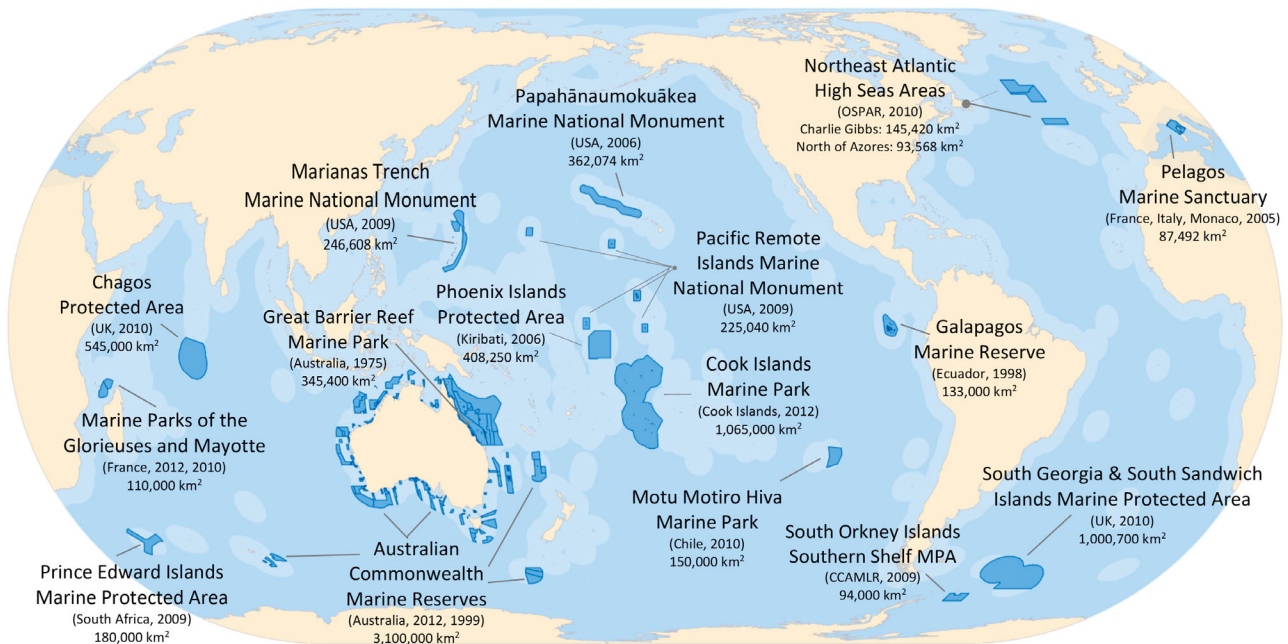 Northeast Atlantic
High Seas Areas
(OSPAR, 2010)
Charlie Gibbs: 145,420 km²
North of Azores: 93,568 km²
Papahānaumokuākea
Marine National Monument
(USA, 2006)
362,074 km²
Marianas Trench
Marine National Monument
(USA, 2009)
246,608 km²
Pelagos
Marine Sanctuary
(France, Italy, Monaco, 2005)
87,492 km²
Pacific Remote
Islands Marine
National Monument
(USA, 2009)
225,040 km²
Chagos
Protected Area
(UK, 2010)
545,000 km²
Great Barrier Reef
Marine Park
(Australia, 1975)
345,400 km²
Phoenix Islands
Protected Area
(Kiribati, 2006)
408,250 km²
Galapagos
Marine Reserve
(Ecuador, 1998)
133,000 km²
Cook Islands
Marine Park
(Cook Islands, 2012)
1,065,000 km²
Marine Parks of the
Glorieuses and Mayotte
(France, 2012, 2010)
110,000 km²
Motu Motiro Hiva
Marine Park
(Chile, 2010)
150,000 km²
South Georgia & South Sandwich
Islands Marine Protected Area
(UK, 2010)
1,000,700 km²
South Orkney Islands
Southern Shelf MPA
(CCAMLR, 2009)
94,000 km²
Prince Edward Islands
Marine Protected Area
(South Africa, 2009)
180,000 km²
Australian
Commonwealth
Marine Reserves
(Australia, 2012, 1999)
3,100,000 km²